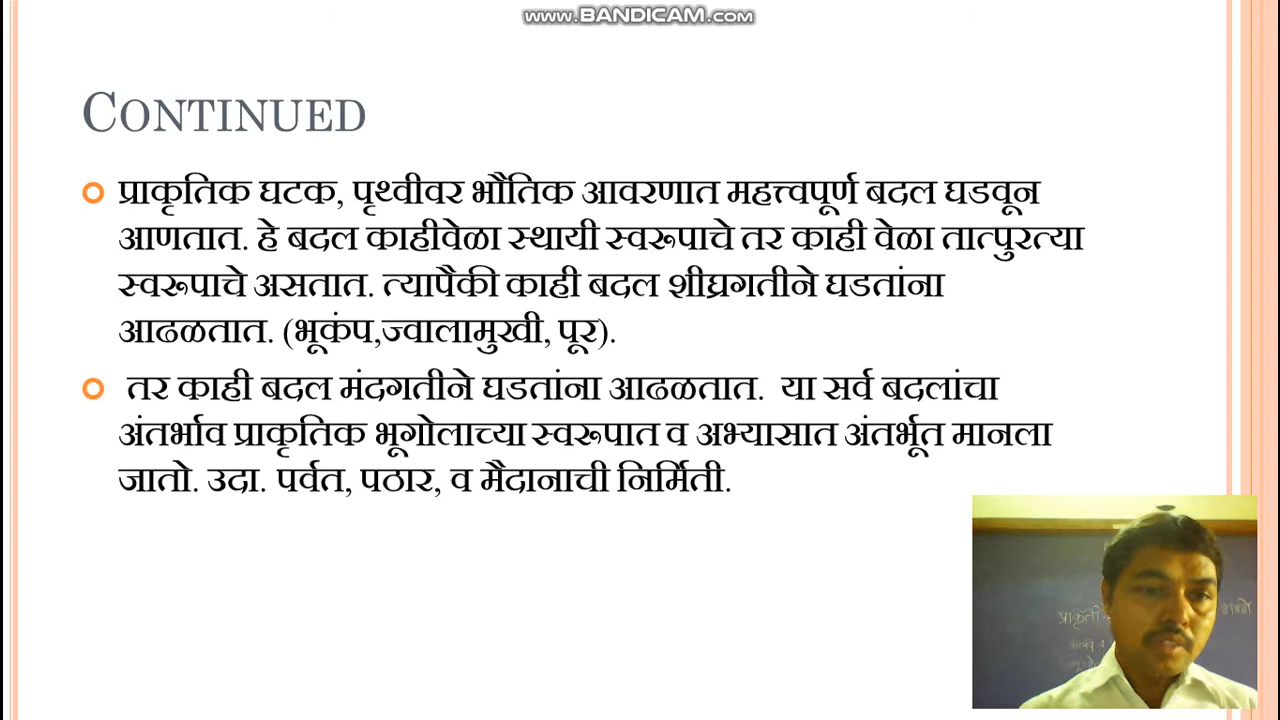 www.BANDICAM.com
CONTINUED
प्राकृतिक घटक, पृथ्वीवर भौतिक आवरणात महत्त्वपूर्ण बदल घडवून
आणतात. हे बदल काहीवेळा स्थायी स्वरूपाचे तर काही वेळा तात्पुरत्या
स्वरूपाचे असतात. त्यापैकी काही बदल शीघ्रगतीने घडतांना
आढळतात. (भूकंप,ज्वालामुखी, पूर).
तर काही बदल मंदगतीने घडतांना आढळतात. या सर्व बदलांचा
अंतर्भाव प्राकृतिक भूगोलाच्या स्वरूपात व अभ्यासात अंतर्भूत मानला
जातो. उदा. पर्वत, पठार, व मैदानाची निर्मिती.